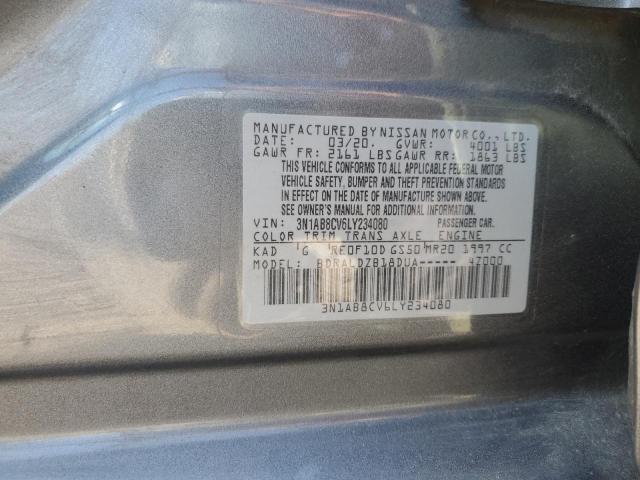 MANUFACTURED BY NISSAN MOTOR CO., LTD.
DATE: 03/20. GVWR: 4001 LBS
GAWR FR: 2161 LBS GAWR RR: 1863 LBS
THIS VEHICLE CONFORMS TO ALL APPLICABLE FEDERAL MOTOR
VEHICLE SAFETY, BUMPER AND THEFT PREVENTION STANDARDS
IN EFFECT ON THE DATE OF MANUFACTURE SHOWN ABOVE.
SEE OWNER'S MANUAL FOR ADDITIONAL INFORMATION.
VIN: 3N1AB8CV6LY234080 PASSENGER CAR.
COLOR TRIM TRANS AXLE ENGINE
KAD G RE0F10D GS50 MR20 1997 CC
MODEL: BDRALDZB18DUA----- 4Z000
3N1AB8CV6LY234080